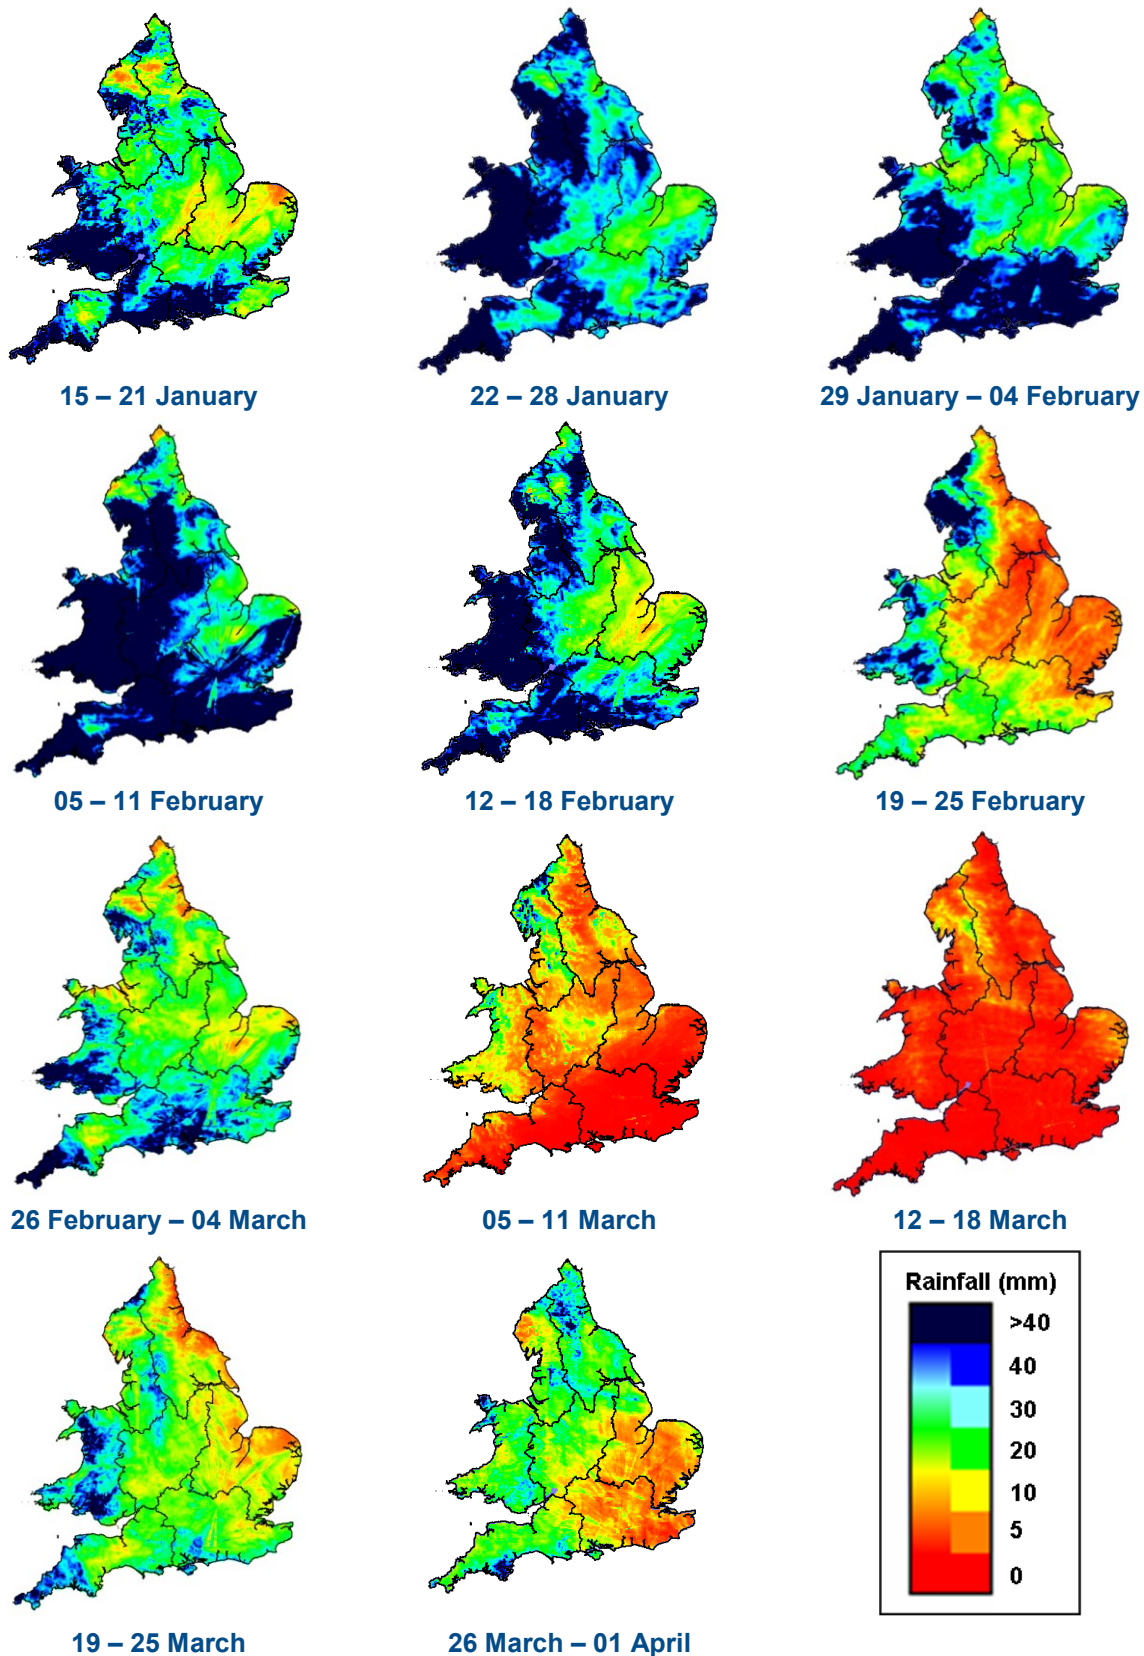 15 – 21 January
22 – 28 January
29 January – 04 February
05 – 11 February
12 – 18 February
19 – 25 February
26 February – 04 March
05 – 11 March
12 – 18 March
Rainfall (mm)
>40
40
30
20
10
5
0
19 – 25 March
26 March – 01 April